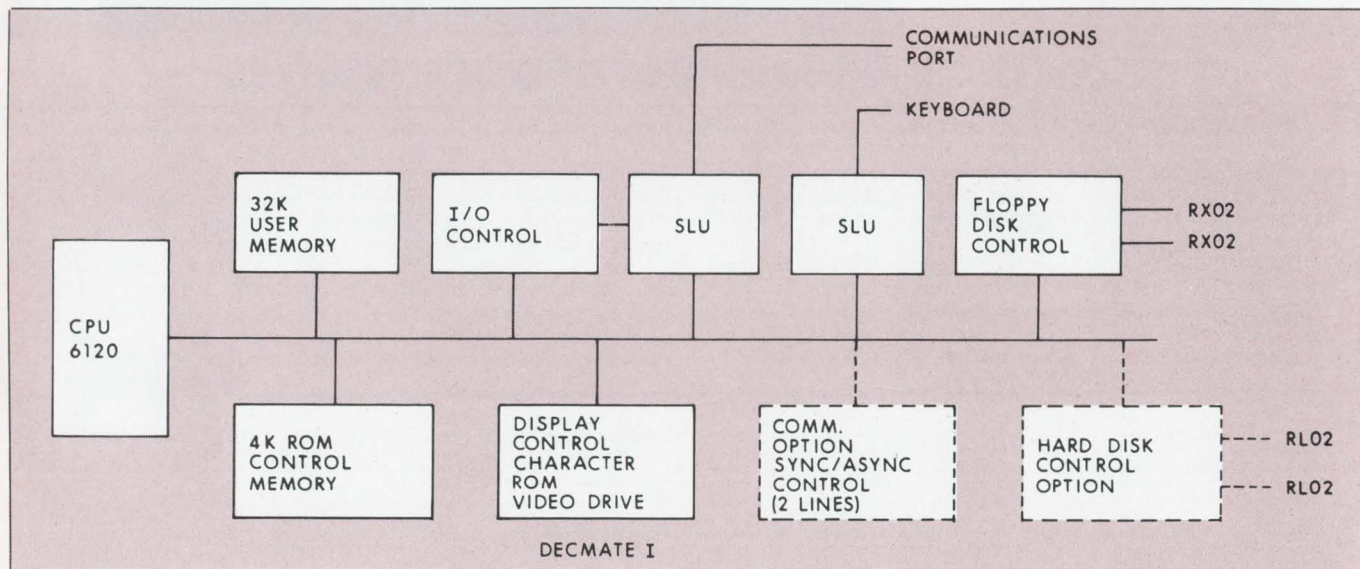 COMMUNICATIONS
PORT
KEYBOARD
32K
USER
MEMORY
I/O
CONTROL
SLU
SLU
FLOPPY
DISK
CONTROL
RX02
RX02
CPU
6120
4K ROM
CONTROL
MEMORY
DISPLAY
CONTROL
CHARACTER
ROM
VIDEO DRIVE
COMM.
OPTION
SYNC/ASYNC
CONTROL
(2 LINES)
HARD DISK
CONTROL
OPTION
RL02
RL02
DECMATE I